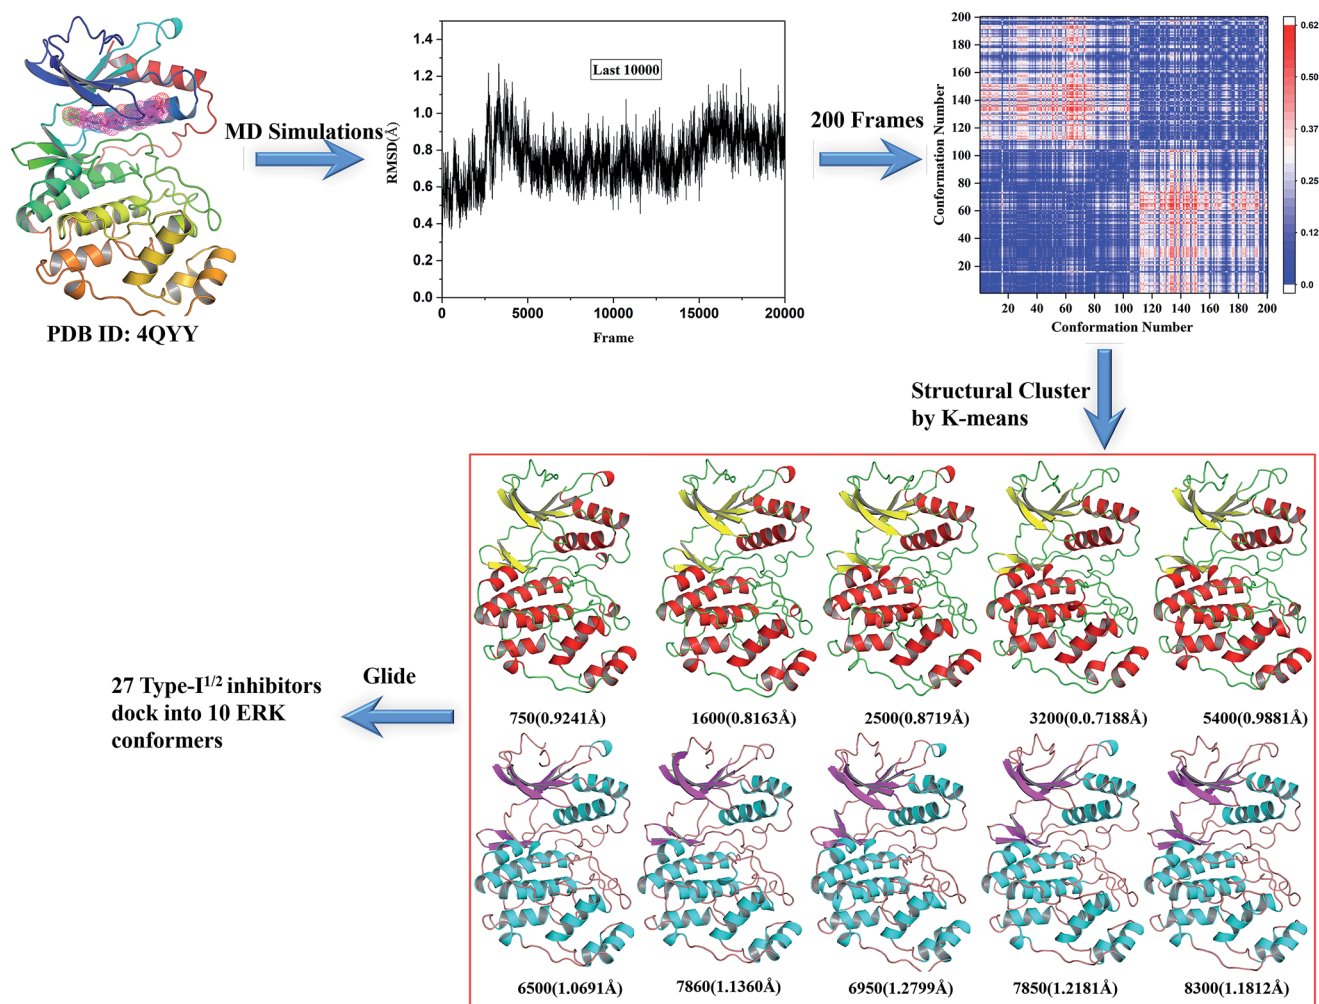 PDB ID: 4QYY
MD Simulations
RMSD(Å)
1.4
1.2
1.0
0.8
0.6
0.4
0.2
0.0
Last 10000
0
5000
10000
15000
20000
Frame
200 Frames
Conformation Number
200
180
160
140
120
100
80
60
40
20
20 40 60 80 100 120 140 160 180 200
Conformation Number
0.62
0.50
0.37
0.25
0.12
0.0
Structural Cluster
by K-means
750(0.9241Å)
1600(0.8163Å)
2500(0.8719Å)
3200(0.0.7188Å)
5400(0.9881Å)
6500(1.0691Å)
7860(1.1360Å)
6950(1.2799Å)
7850(1.2181Å)
8300(1.1812Å)
Glide
27 Type-I1/2 inhibitors
dock into 10 ERK
conformers